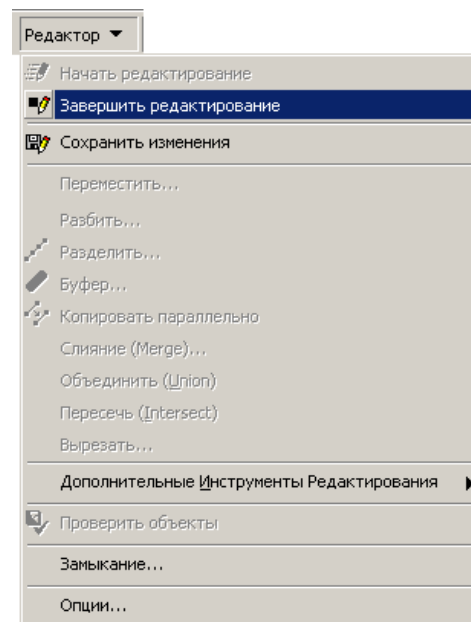 Редактор
Начать редактирование
Завершить редактирование
Сохранить изменения
Переместить...
Разбить...
Разделить...
Буфер...
Копировать параллельно
Слияние (Merge)...
Объединить (Union)
Пересечь (Intersect)
Вырезать...
Дополнительные Инструменты Редактирования
Проверить объекты
Замыкание...
Опции...